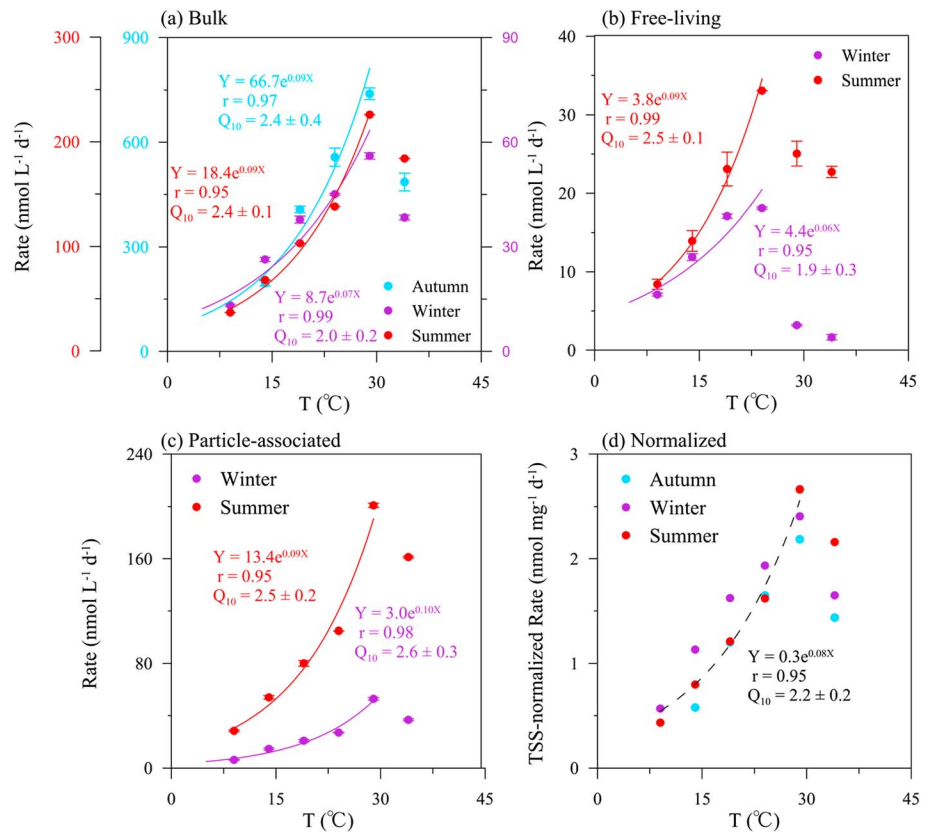 (a) Bulk
300
200
100
0
Rate (nmol L⁻¹ d⁻¹)
900
600
300
0
90
60
30
0
Y = 66.7e^0.09X
r = 0.97
Q₁₀ = 2.4 ± 0.4
Y = 18.4e^0.09X
r = 0.95
Q₁₀ = 2.4 ± 0.1
Y = 8.7e^0.07X
r = 0.99
Q₁₀ = 2.0 ± 0.2
Autumn
Winter
Summer
0 15 30 45
T (℃)
(b) Free-living
Rate (nmol L⁻¹ d⁻¹)
40
30
20
10
0
Winter
Summer
Y = 3.8e^0.09X
r = 0.99
Q₁₀ = 2.5 ± 0.1
Y = 4.4e^0.06X
r = 0.95
Q₁₀ = 1.9 ± 0.3
0 15 30 45
T (℃)
(c) Particle-associated
Rate (nmol L⁻¹ d⁻¹)
240
160
80
0
Winter
Summer
Y = 13.4e^0.09X
r = 0.95
Q₁₀ = 2.5 ± 0.2
Y = 3.0e^0.10X
r = 0.98
Q₁₀ = 2.6 ± 0.3
0 15 30 45
T (℃)
(d) Normalized
TSS-normalized Rate (nmol mg⁻¹ d⁻¹)
3
2
1
0
Autumn
Winter
Summer
Y = 0.3e^0.08X
r = 0.95
Q₁₀ = 2.2 ± 0.2
0 15 30 45
T (℃)